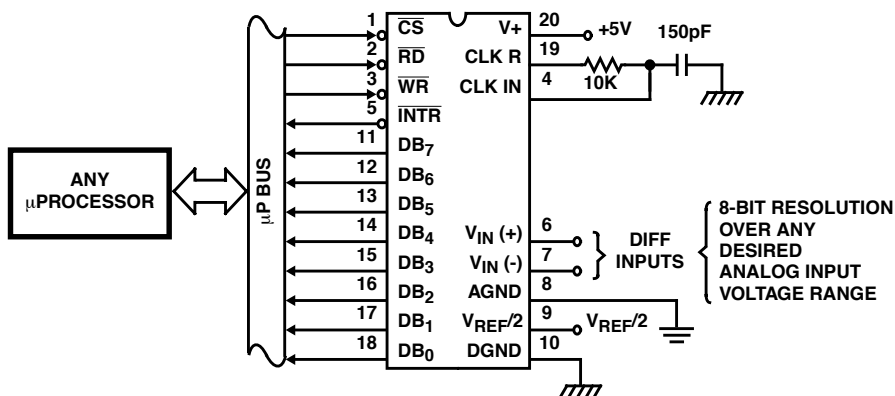 ANY
μPROCESSOR
μP BUS
1 CS
2 RD
3 WR
5 INTR
11 DB7
12 DB6
13 DB5
14 DB4
15 DB3
16 DB2
17 DB1
18 DB0
V+ 20 +5V
CLK R 19
10K
150pF
CLK IN 4
VIN (+) 6
VIN (-) 7
DIFF
INPUTS
8-BIT RESOLUTION
OVER ANY
DESIRED
ANALOG INPUT
VOLTAGE RANGE
AGND 8
VREF/2 9 VREF/2
DGND 10